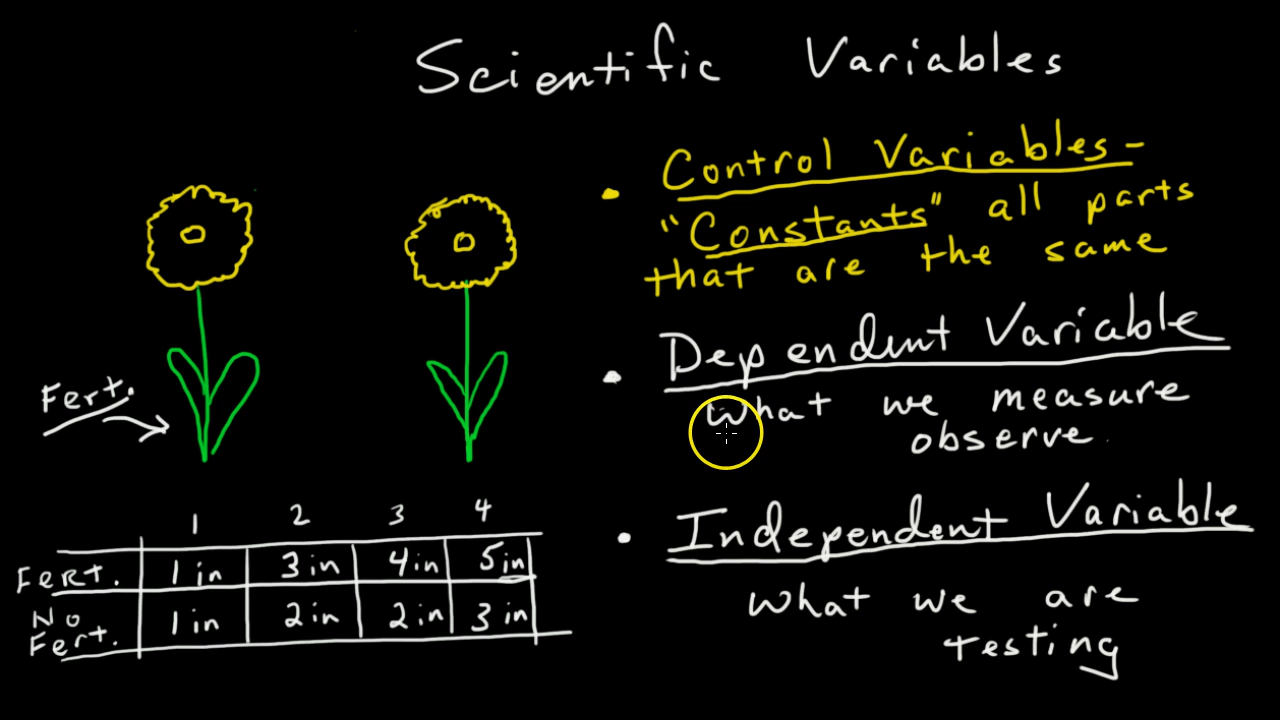 Scientific Variables
• Control Variables-
"Constants" all parts
that are the same
• Dependent Variable
what we measure
observe
• Independent Variable
what we are
testing
Fert.
1 2 3 4
Fert. 1 in 3 in 4 in 5 in
No
Fert. 1 in 2 in 2 in 3 in